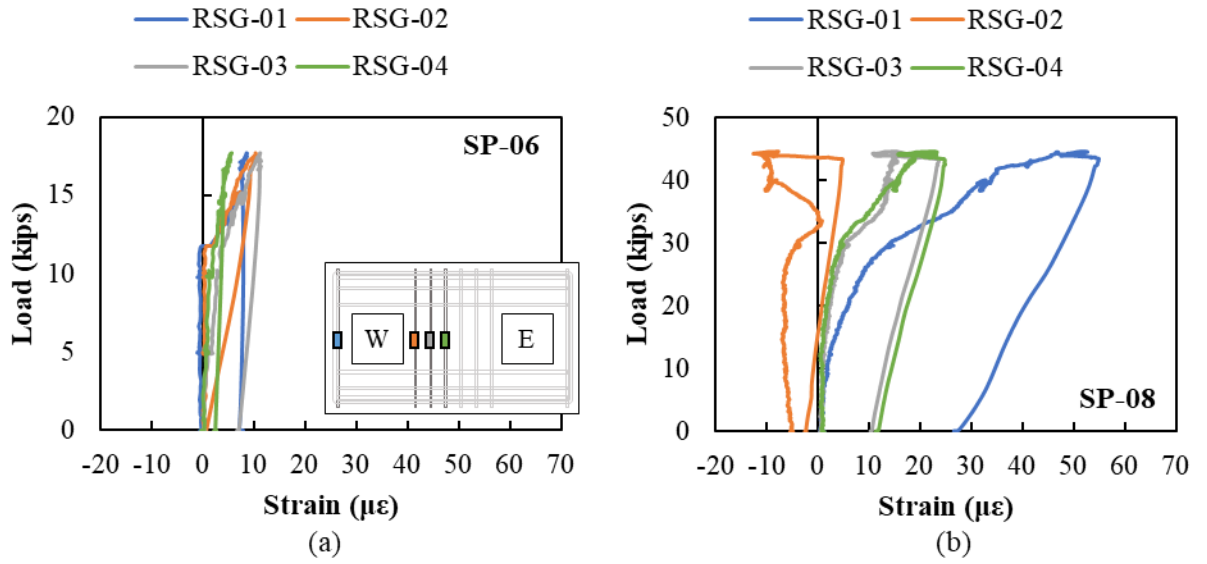 RSG-01 RSG-02
RSG-03 RSG-04
20
15
10
5
0
-20 -10 0 10 20 30 40 50 60 70
Load (kips)
Strain (με)
SP-06
W E
(a)
RSG-01 RSG-02
RSG-03 RSG-04
50
40
30
20
10
0
-20 -10 0 10 20 30 40 50 60 70
Load (kips)
Strain (με)
SP-08
(b)